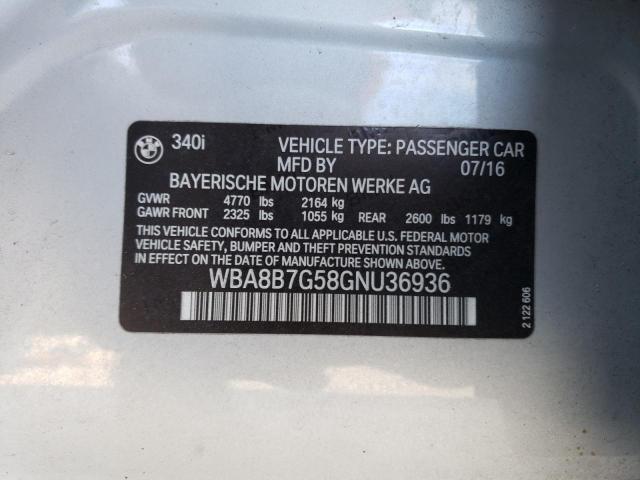 BMW 340i VEHICLE TYPE: PASSENGER CAR
MFD BY 07/16
BAYERISCHE MOTOREN WERKE AG
GVWR 4770 lbs 2164 kg
GAWR FRONT 2325 lbs 1055 kg REAR 2600 lbs 1179 kg
THIS VEHICLE CONFORMS TO ALL APPLICABLE U.S. FEDERAL MOTOR
VEHICLE SAFETY, BUMPER AND THEFT PREVENTION STANDARDS
IN EFFECT ON THE DATE OF MANUFACTURE SHOWN ABOVE.
WBA8B7G58GNU36936
2 122 606